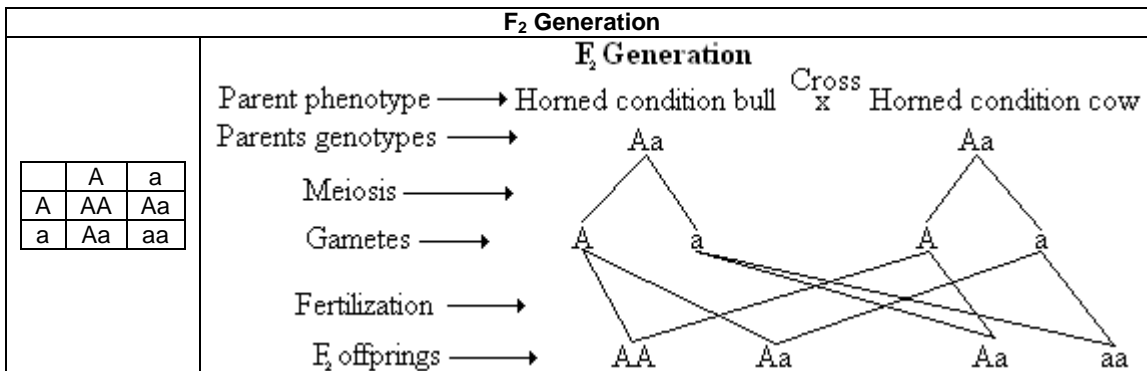 F₂ Generation
A a
A AA Aa
a Aa aa
F₂ Generation
Parent phenotype → Horned condition bull Cross x Horned condition cow
Parents genotypes → Aa Aa
Meiosis →
Gametes → A a A a
Fertilization →
F₂ offprings → AA Aa Aa aa